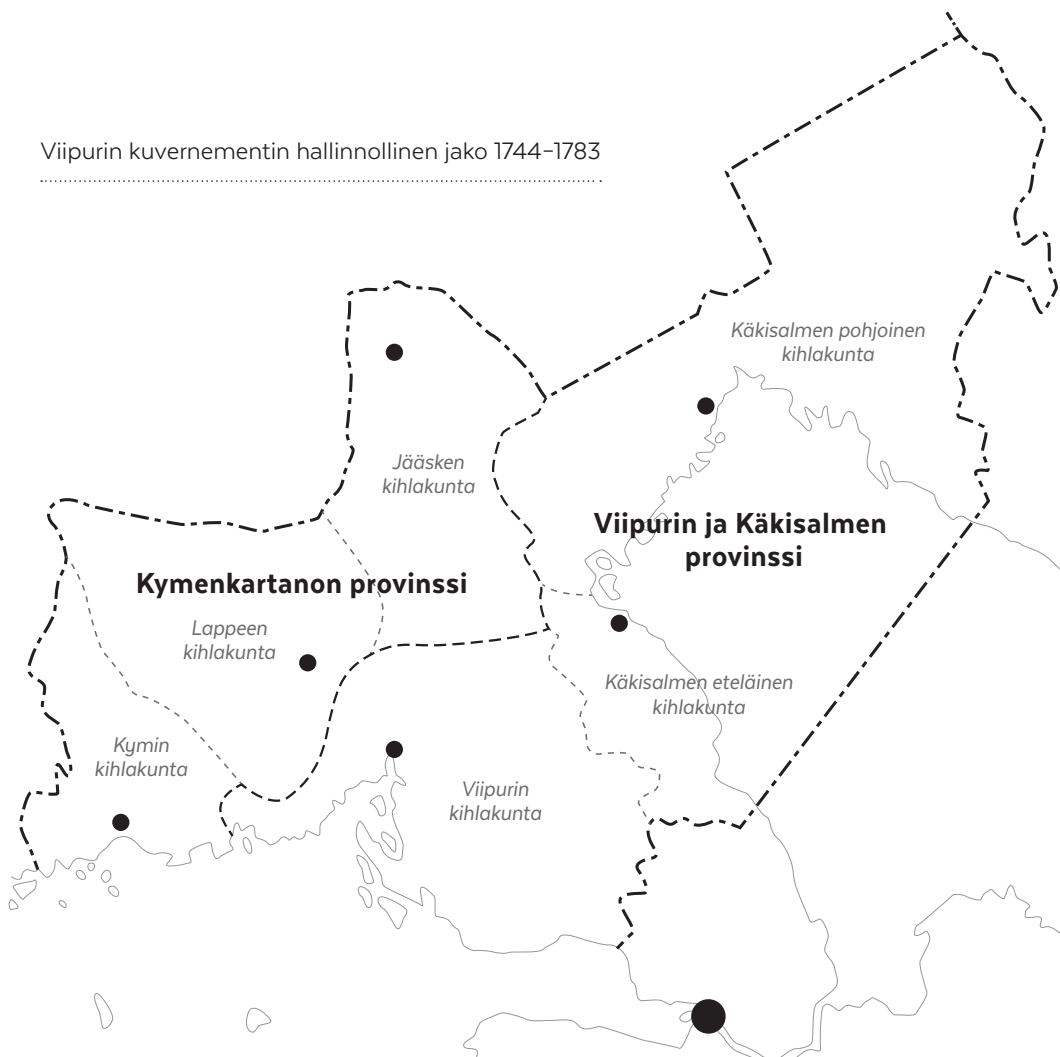 Viipurin kuvernementin hallinnollinen jako 1744–1783
Käkisalmen pohjoinen
kihlakunta
Jääsken
kihlakunta
Viipurin ja Käkisalmen
provinssi
Kymenkartanon provinssi
Lappeen
kihlakunta
Käkisalmen eteläinen
kihlakunta
Kymin
kihlakunta
Viipurin
kihlakunta